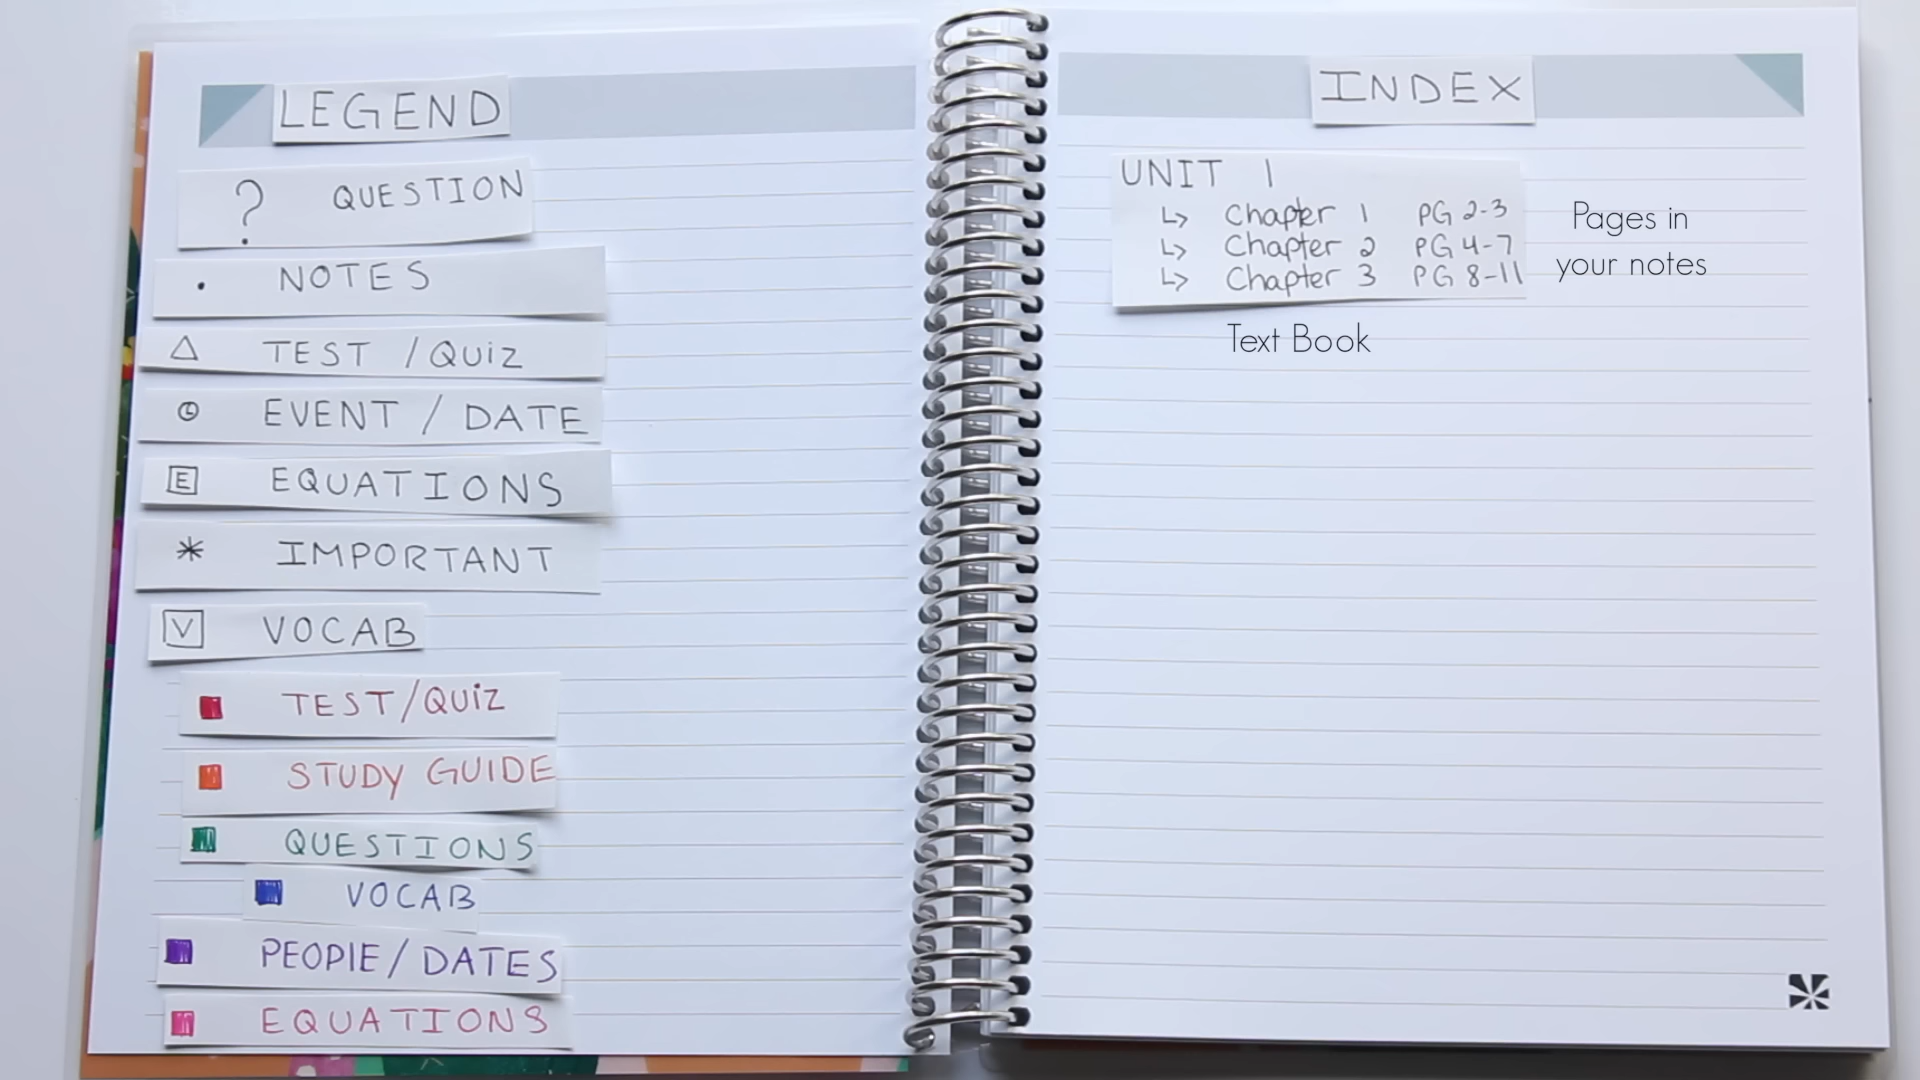 LEGEND
? QUESTION
• NOTES
△ TEST / QUiZ
EVENT / DATE
E EQUATIONS
* IMPORTANT
V VOCAB
TEST/QUiZ
STUDY GUIDE
QUESTIONS
VOCAB
PEOPlE/DATES
EQUATIONS
INDEX
UNIT 1
↳ Chapter 1 PG 2-3
↳ Chapter 2 PG 4-7
↳ Chapter 3 PG 8-11
Pages in
your notes
Text Book